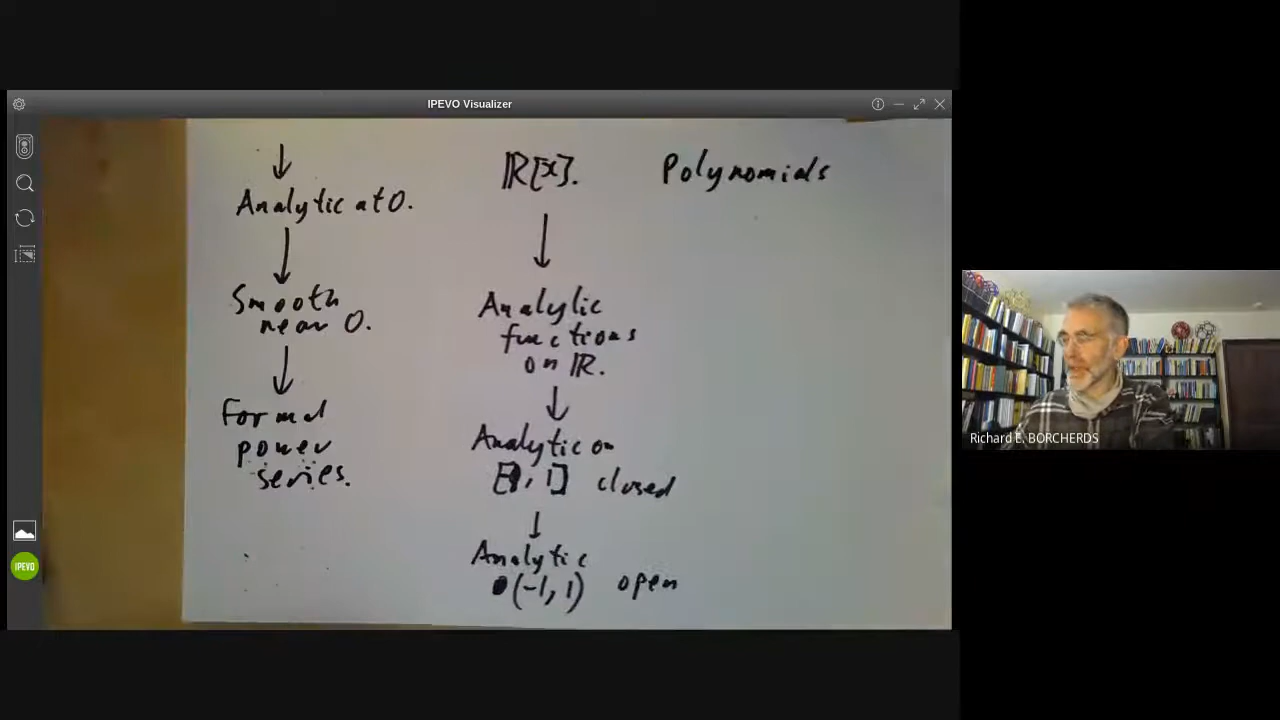 IPEVO Visualizer
↓
Analytic at 0.
↓
Smooth
near 0.
↓
Formal
power
series.
ℝ[x]. Polynomials
↓
Analytic
functions
on ℝ.
↓
Analytic on
, 1] closed
↓
Analytic
(-1, 1) open
IPEVO
Richard E. BORCHERDS